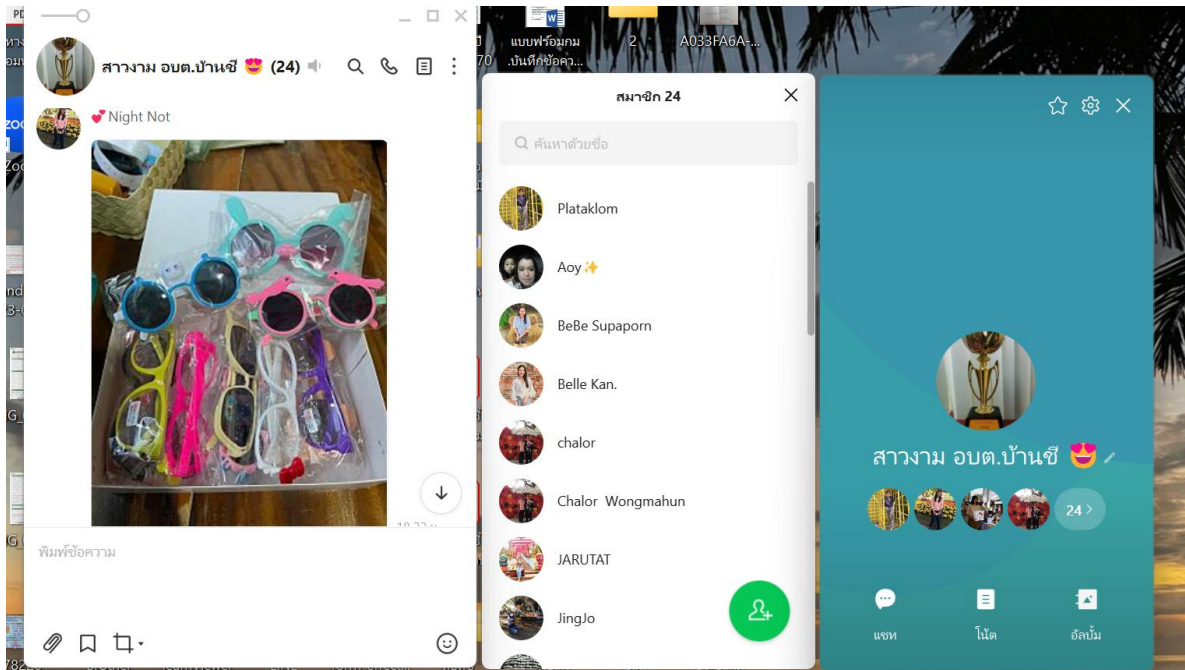 แบบฟร์อมกม
.บันทึกข้อคว...
2
A033FA6A-...
70
สาวงาม อบต.บ้านชี 😍 (24)
💕Night Not
พิมพ์ข้อความ
สมาชิก 24
ค้นหาด้วยชื่อ
Plataklom
Aoy✨
BeBe Supaporn
Belle Kan.
chalor
Chalor Wongmahun
JARUTAT
JingJo
สาวงาม อบต.บ้านชี 😍
24 >
แชท
โน้ต
อัลบั้ม